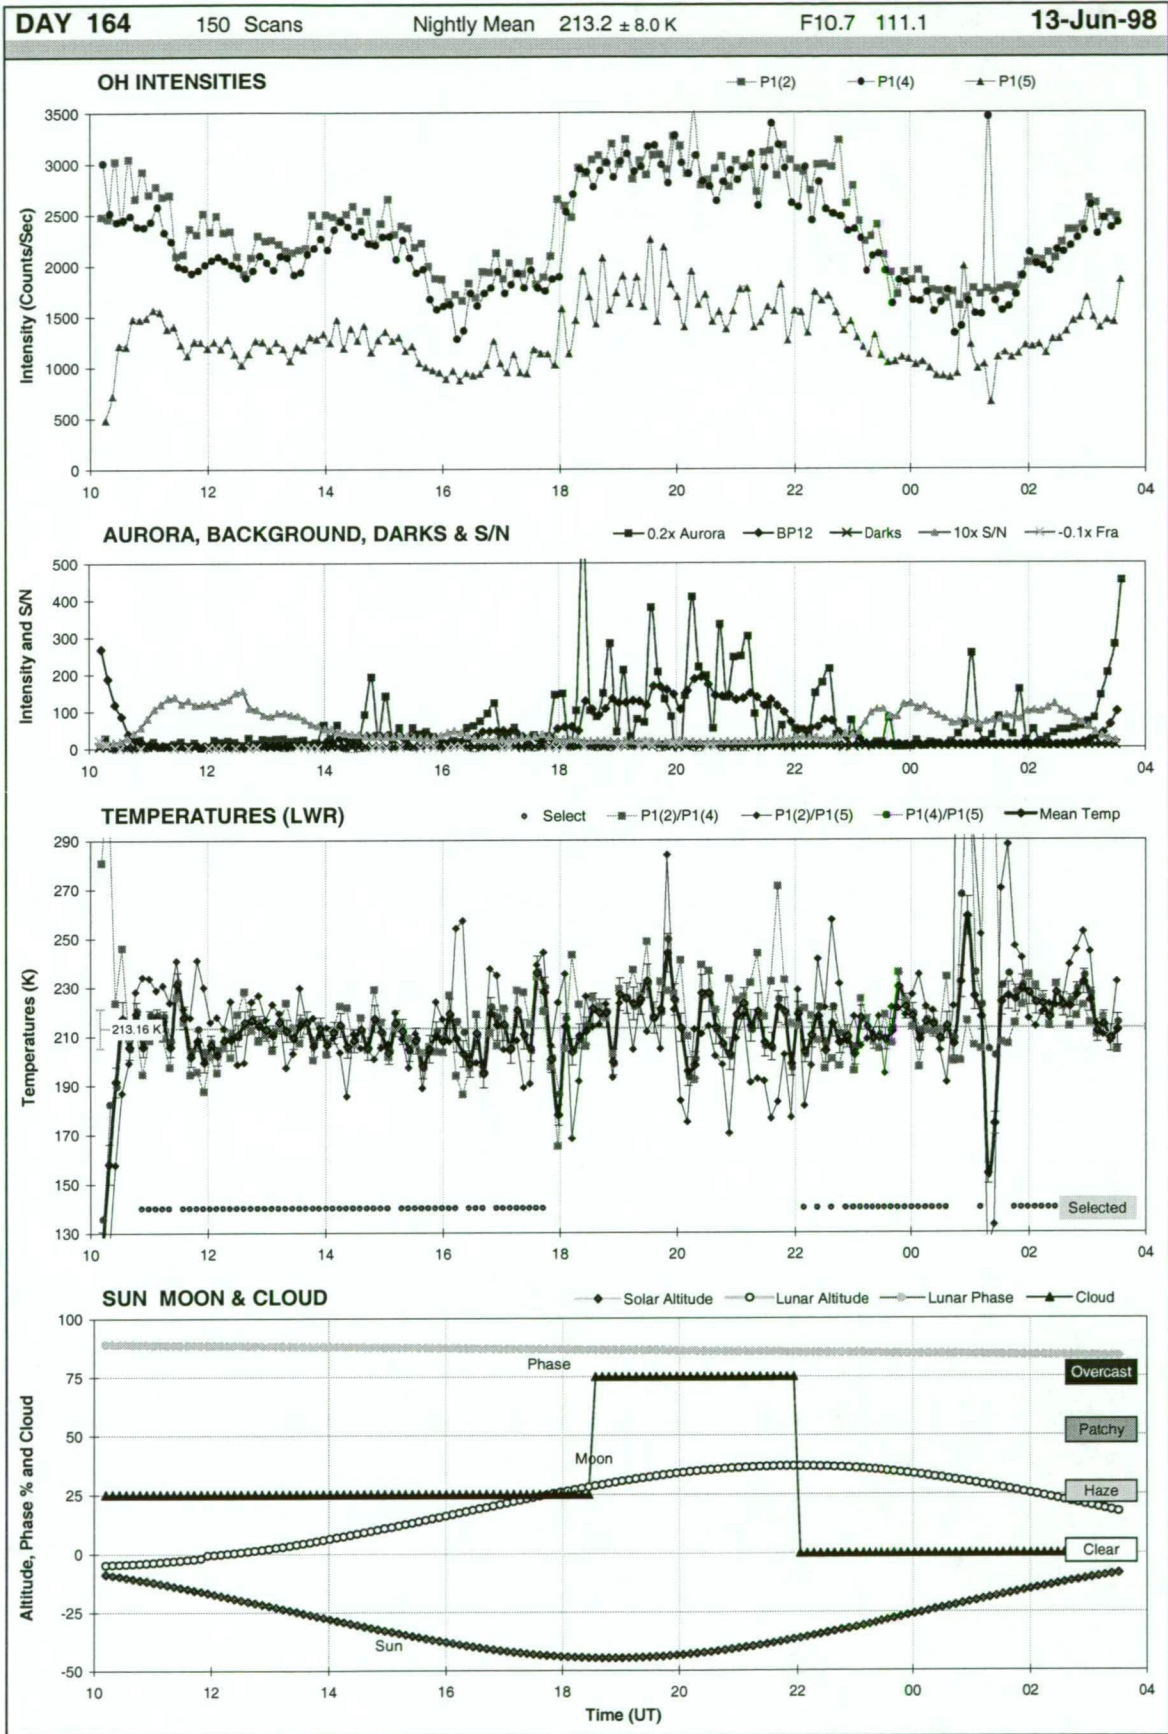 DAY 164 150 Scans Nightly Mean 213.2 ± 8.0 K F10.7 111.1 13-Jun-98
OH INTENSITIES
P1(2) P1(4) P1(5)
Intensity (Counts/Sec)
3500
3000
2500
2000
1500
1000
500
0
10 12 14 16 18 20 22 00 02 04
AURORA, BACKGROUND, DARKS & S/N
0.2x Aurora BP12 Darks 10x S/N -0.1x Fra
Intensity and S/N
500
400
300
200
100
0
10 12 14 16 18 20 22 00 02 04
TEMPERATURES (LWR)
Select P1(2)/P1(4) P1(2)/P1(5) P1(4)/P1(5) Mean Temp
Temperatures (K)
290
270
250
230
213.16 K
210
190
170
150
Selected
130
10 12 14 16 18 20 22 00 02 04
SUN MOON & CLOUD
Solar Altitude Lunar Altitude Lunar Phase Cloud
Altitude, Phase % and Cloud
100
Phase
Overcast
75
Patchy
50
Moon
Haze
25
Clear
0
-25
Sun
-50
10 12 14 16 18 20 22 00 02 04
Time (UT)